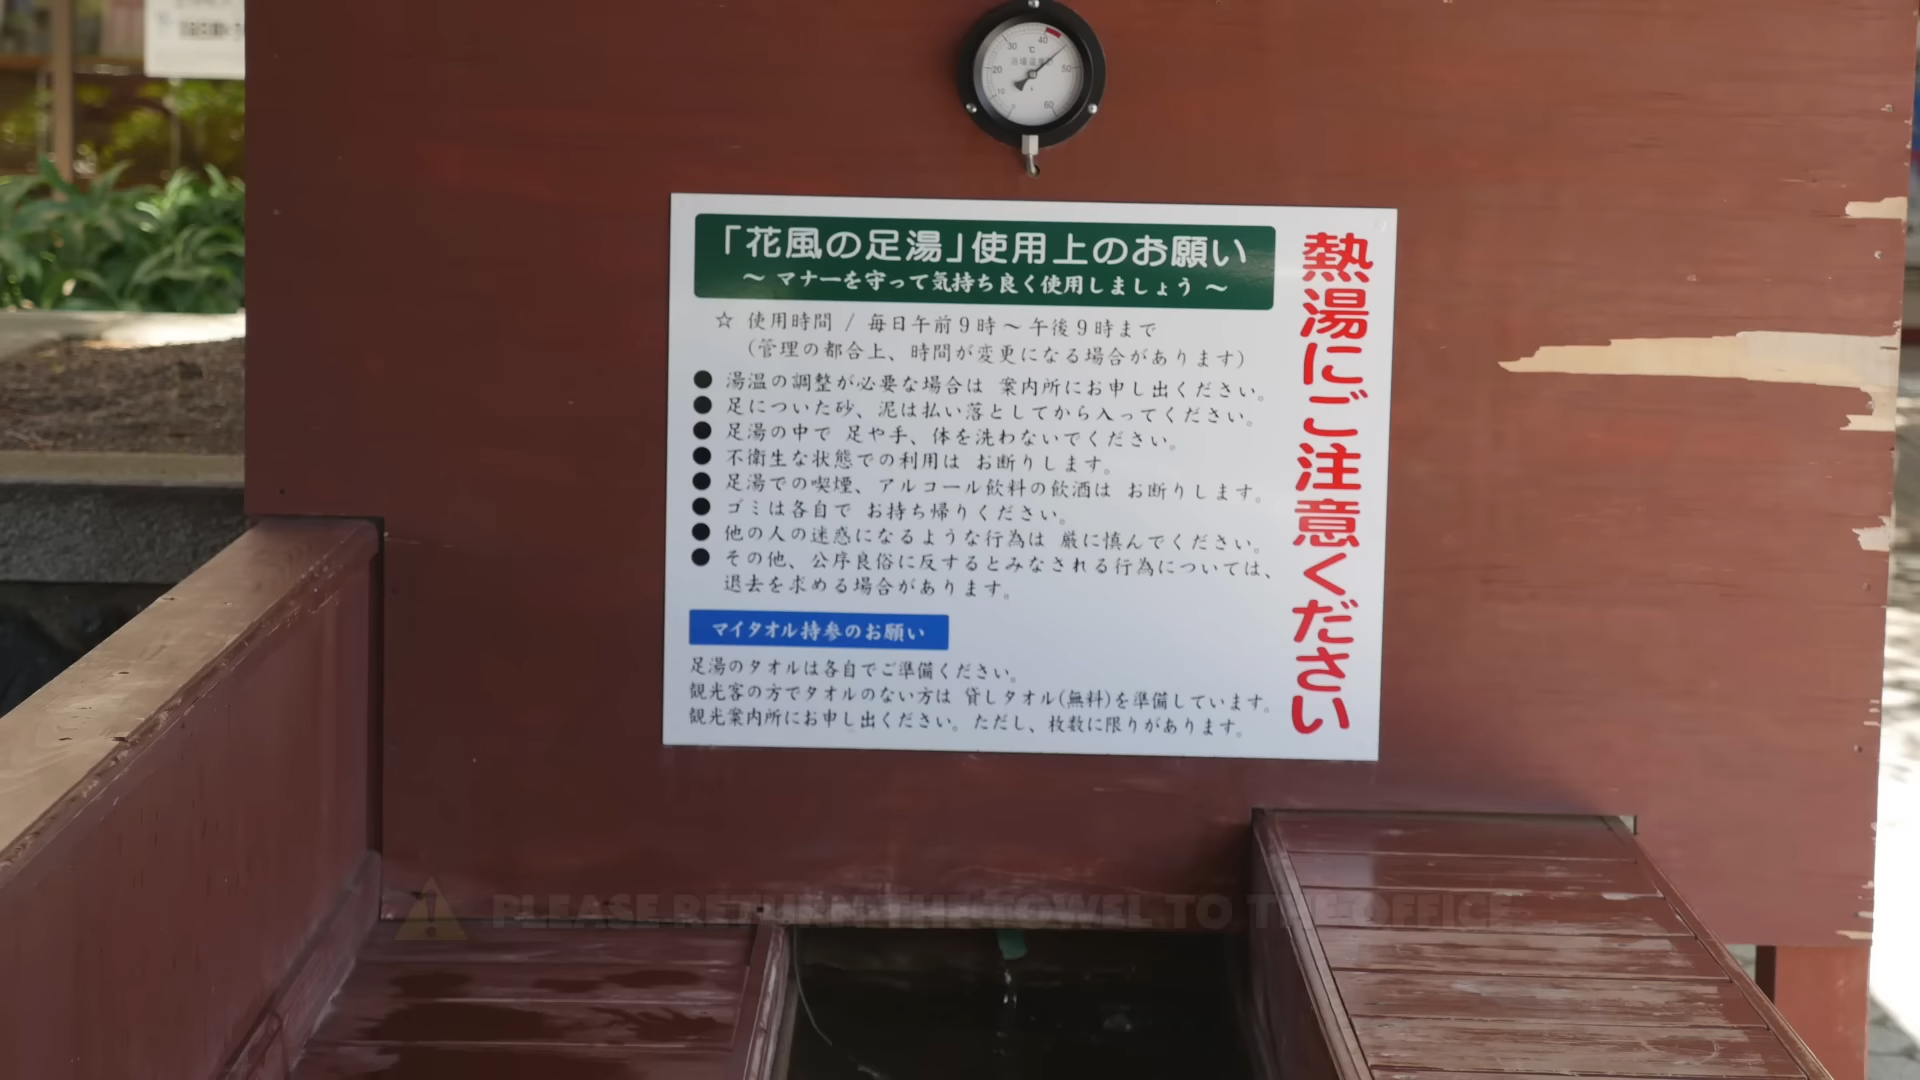 30
40
℃
20
50
10
60
「花風の足湯」使用上のお願い
～ マナーを守って気持ち良く使用しましょう ～
☆ 使用時間 / 毎日午前9時～午後9時まで
（管理の都合上、時間が変更になる場合があります）
● 湯温の調整が必要な場合は 案内所にお申し出ください。
● 足についた砂、泥は払い落としてから入ってください。
● 足湯の中で 足や手、体を洗わないでください。
● 不衛生な状態での利用は お断りします。
● 足湯での喫煙、アルコール飲料の飲酒は お断りします。
● ゴミは各自で お持ち帰りください。
● 他の人の迷惑になるような行為は 厳に慎んでください。
● その他、公序良俗に反するとみなされる行為については、
退去を求める場合があります。
マイタオル持参のお願い
足湯のタオルは各自でご準備ください。
観光客の方でタオルのない方は 貸しタオル(無料)を準備しています。
観光案内所にお申し出ください。ただし、枚数に限りがあります。
熱湯にご注意ください
PLEASE RETURN THE TOWEL TO THE OFFICE